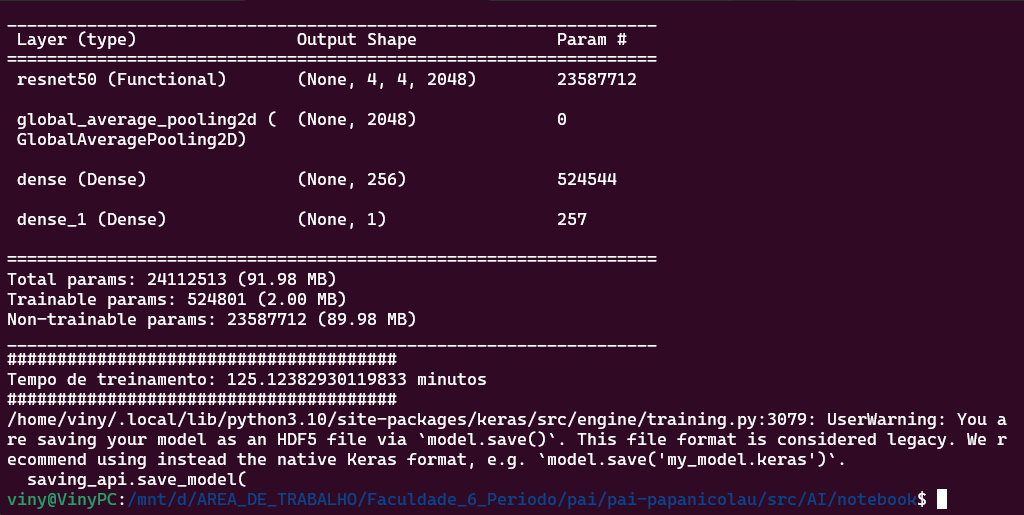 _________________________________________________________________
Layer (type)                Output Shape              Param #
=================================================================
resnet50 (Functional)       (None, 4, 4, 2048)        23587712
global_average_pooling2d (  (None, 2048)              0
GlobalAveragePooling2D)
dense (Dense)               (None, 256)               524544
dense_1 (Dense)             (None, 1)                 257
=================================================================
Total params: 24112513 (91.98 MB)
Trainable params: 524801 (2.00 MB)
Non-trainable params: 23587712 (89.98 MB)
_________________________________________________________________
#######################################
Tempo de treinamento: 125.12382930119833 minutos
#######################################
/home/viny/.local/lib/python3.10/site-packages/keras/src/engine/training.py:3079: UserWarning: You a
re saving your model as an HDF5 file via `model.save()`. This file format is considered legacy. We r
ecommend using instead the native Keras format, e.g. `model.save('my_model.keras')`.
  saving_api.save_model(
viny@VinyPC:/mnt/d/AREA_DE_TRABALHO/Faculdade_6_Periodo/pai/pai-papanicolau/src/AI/notebook$